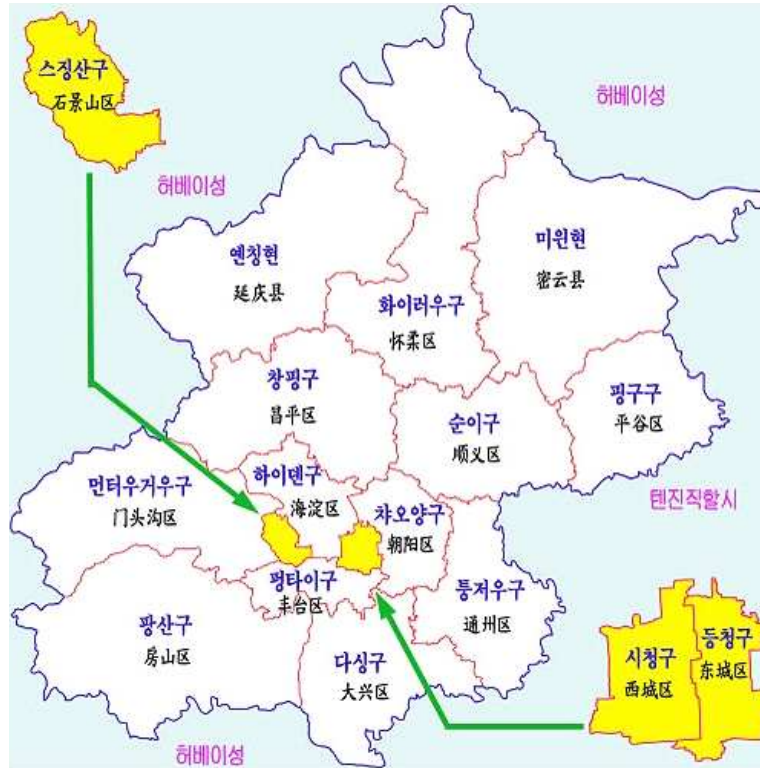 스징산구
石景山区
허베이성
허베이성
옌칭현
延庆县
미원현
密云县
화이러우구
怀柔区
창핑구
昌平区
순이구
顺义区
핑구구
平谷区
하이뎬구
海淀区
먼터우거우구
门头沟区
챠오양구
朝阳区
톈진직할시
펑타이구
丰台区
퉁저우구
通州区
팡산구
房山区
다싱구
大兴区
시청구
西城区
둥청구
东城区
허베이성